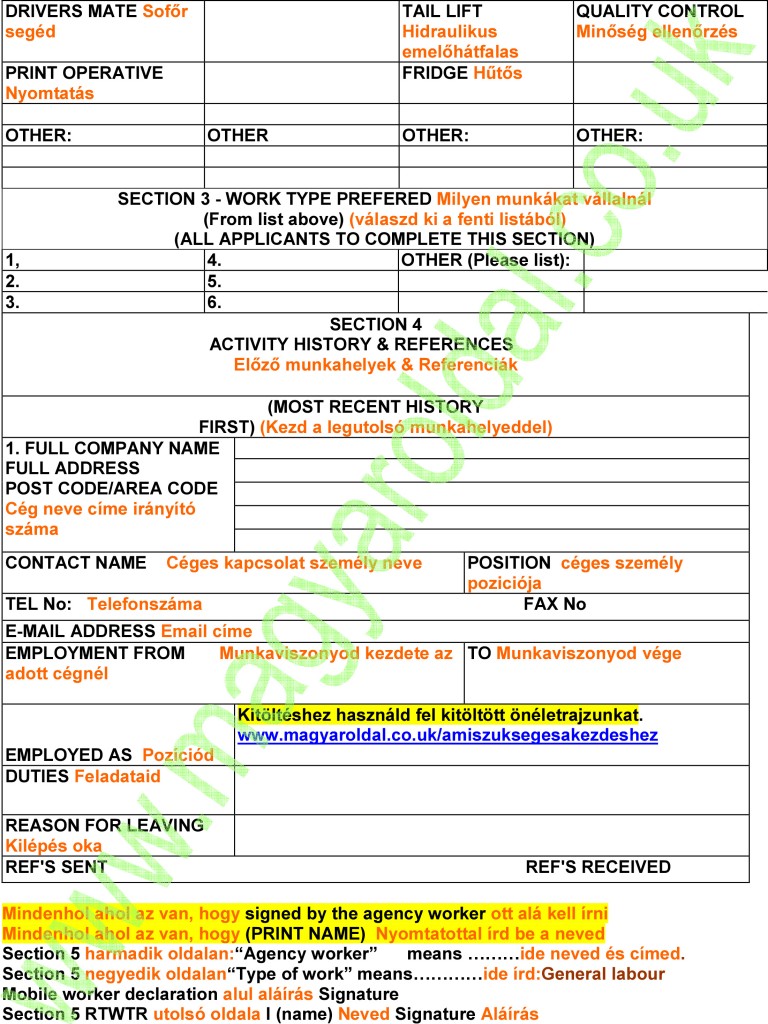 DRIVERS MATE Sofőr
segéd
TAIL LIFT
Hidraulikus
emelőhátfalas
QUALITY CONTROL
Minőség ellenőrzés
PRINT OPERATIVE
Nyomtatás
FRIDGE Hűtős
OTHER: OTHER OTHER: OTHER:
SECTION 3 - WORK TYPE PREFERED Milyen munkákat vállalnál
(From list above) (válaszd ki a fenti listából)
(ALL APPLICANTS TO COMPLETE THIS SECTION)
1, 4. OTHER (Please list):
2. 5.
3. 6.
SECTION 4
ACTIVITY HISTORY & REFERENCES
Előző munkahelyek & Referenciák
(MOST RECENT HISTORY
FIRST) (Kezd a legutolsó munkahelyeddel)
1. FULL COMPANY NAME
FULL ADDRESS
POST CODE/AREA CODE
Cég neve címe irányító
száma
CONTACT NAME Céges kapcsolat személy neve
POSITION céges személy
poziciója
TEL No: Telefonszáma FAX No
E-MAIL ADDRESS Email címe
EMPLOYMENT FROM Munkaviszonyod kezdete az
adott cégnél
TO Munkaviszonyod vége
Kitöltéshez használd fel kitöltött önéletrajzunkat.
www.magyaroldal.co.uk/amiszuksegesakezdeshez
EMPLOYED AS Pozíciód
DUTIES Feladataid
REASON FOR LEAVING
Kilépés oka
REF'S SENT REF'S RECEIVED
Mindenhol ahol az van, hogy signed by the agency worker ott alá kell írni
Mindenhol ahol az van, hogy (PRINT NAME) Nyomtatottal írd be a neved
Section 5 harmadik oldalan:“Agency worker” means ………ide neved és címed.
Section 5 negyedik oldalan“Type of work” means…………ide írd:General labour
Mobile worker declaration alul aláírás Signature
Section 5 RTWTR utolsó oldala I (name) Neved Signature Aláírás
www.magyaroldal.co.uk